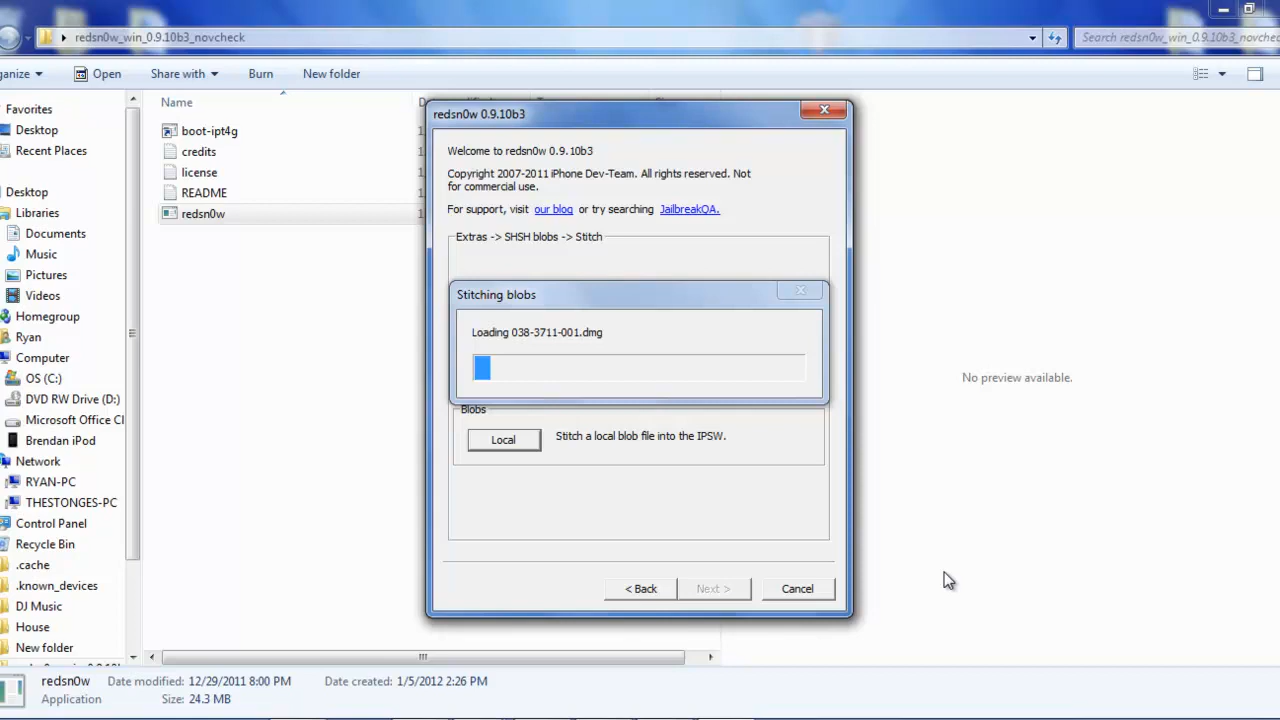 redsn0w_win_0.9.10b3_novcheck
Search redsn0w_win_0.9.10b3_novcheck
anize
Open
Share with
Burn
New folder
Favorites
Desktop
Recent Places
Desktop
Libraries
Documents
Music
Pictures
Videos
Homegroup
Ryan
Computer
OS (C:)
DVD RW Drive (D:)
Microsoft Office Cl
Brendan iPod
Network
RYAN-PC
THESTONGES-PC
Control Panel
Recycle Bin
.cache
.known_devices
DJ Music
House
New folder
Name
boot-ipt4g
credits
license
README
redsn0w
redsn0w 0.9.10b3
Welcome to redsn0w 0.9.10b3
Copyright 2007-2011 iPhone Dev-Team. All rights reserved. Not
for commercial use.
For support, visit our blog or try searching JailbreakQA.
Extras -> SHSH blobs -> Stitch
Stitching blobs
Loading 038-3711-001.dmg
Blobs
Local
Stitch a local blob file into the IPSW.
< Back
Next >
Cancel
No preview available.
redsn0w
Date modified: 12/29/2011 8:00 PM
Date created: 1/5/2012 2:26 PM
Application
Size: 24.3 MB